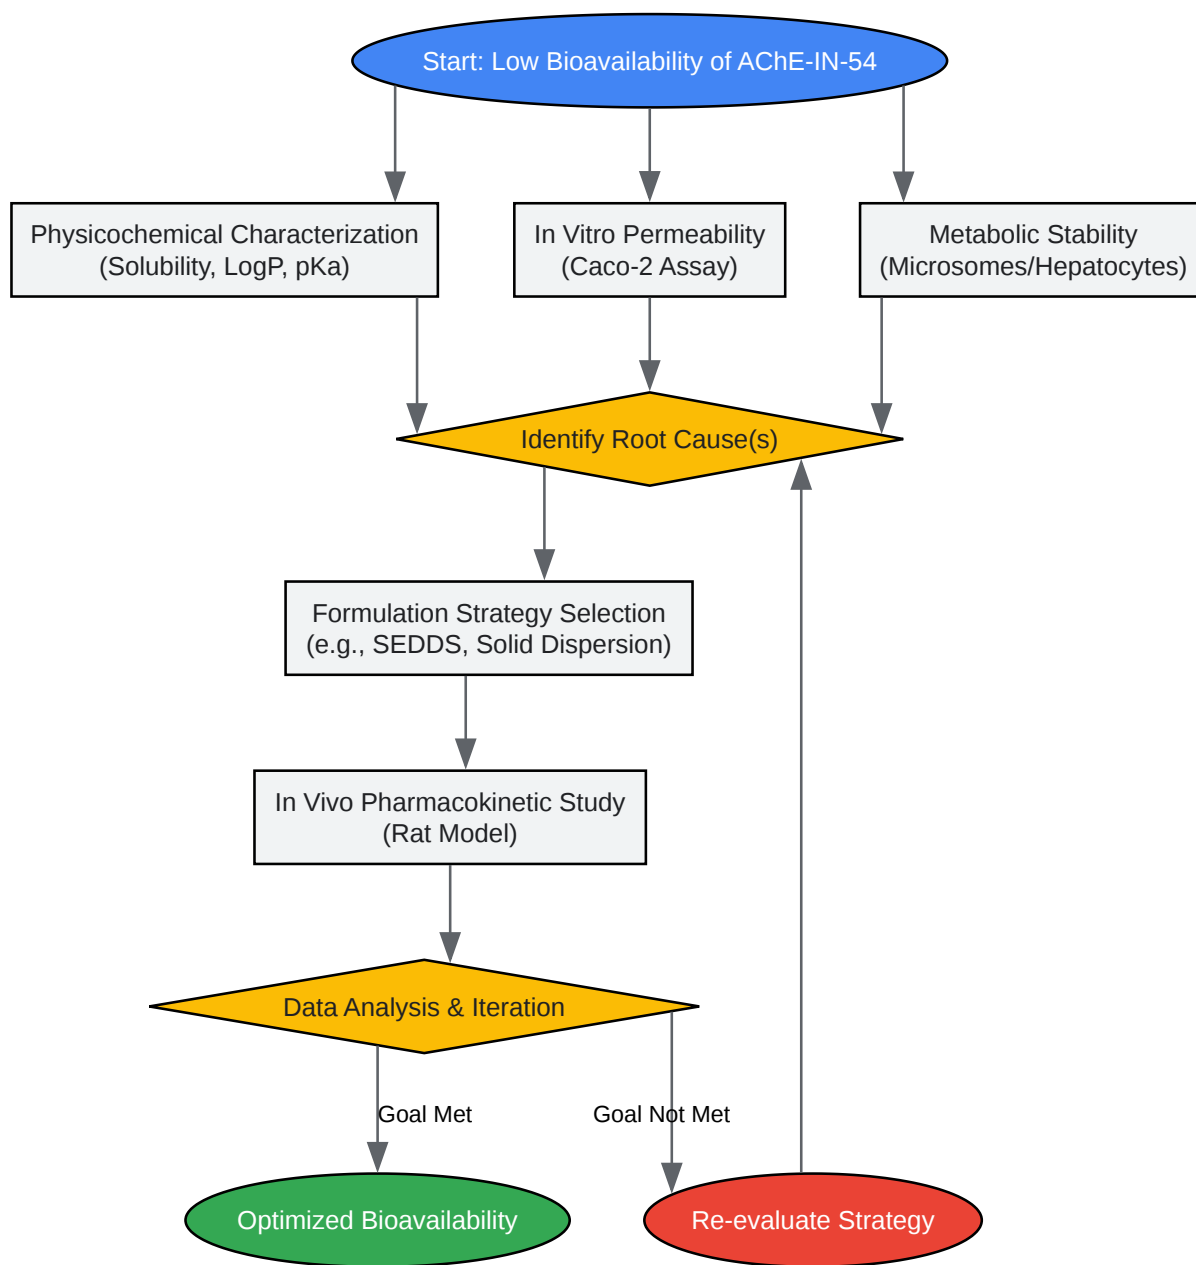 Start: Low Bioavailability of AChE-IN-54
Physicochemical Characterization
(Solubility, LogP, pKa)
In Vitro Permeability
(Caco-2 Assay)
Metabolic Stability
(Microsomes/Hepatocytes)
Identify Root Cause(s)
Formulation Strategy Selection
(e.g., SEDDS, Solid Dispersion)
In Vivo Pharmacokinetic Study
(Rat Model)
Data Analysis & Iteration
Goal Met
Goal Not Met
Optimized Bioavailability
Re-evaluate Strategy